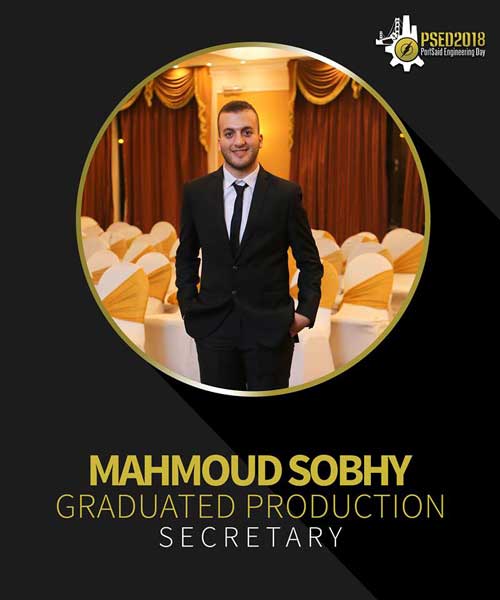 PSED2018
PortSaid Engineering Day
MAHMOUD SOBHY
GRADUATED PRODUCTION
SECRETARY